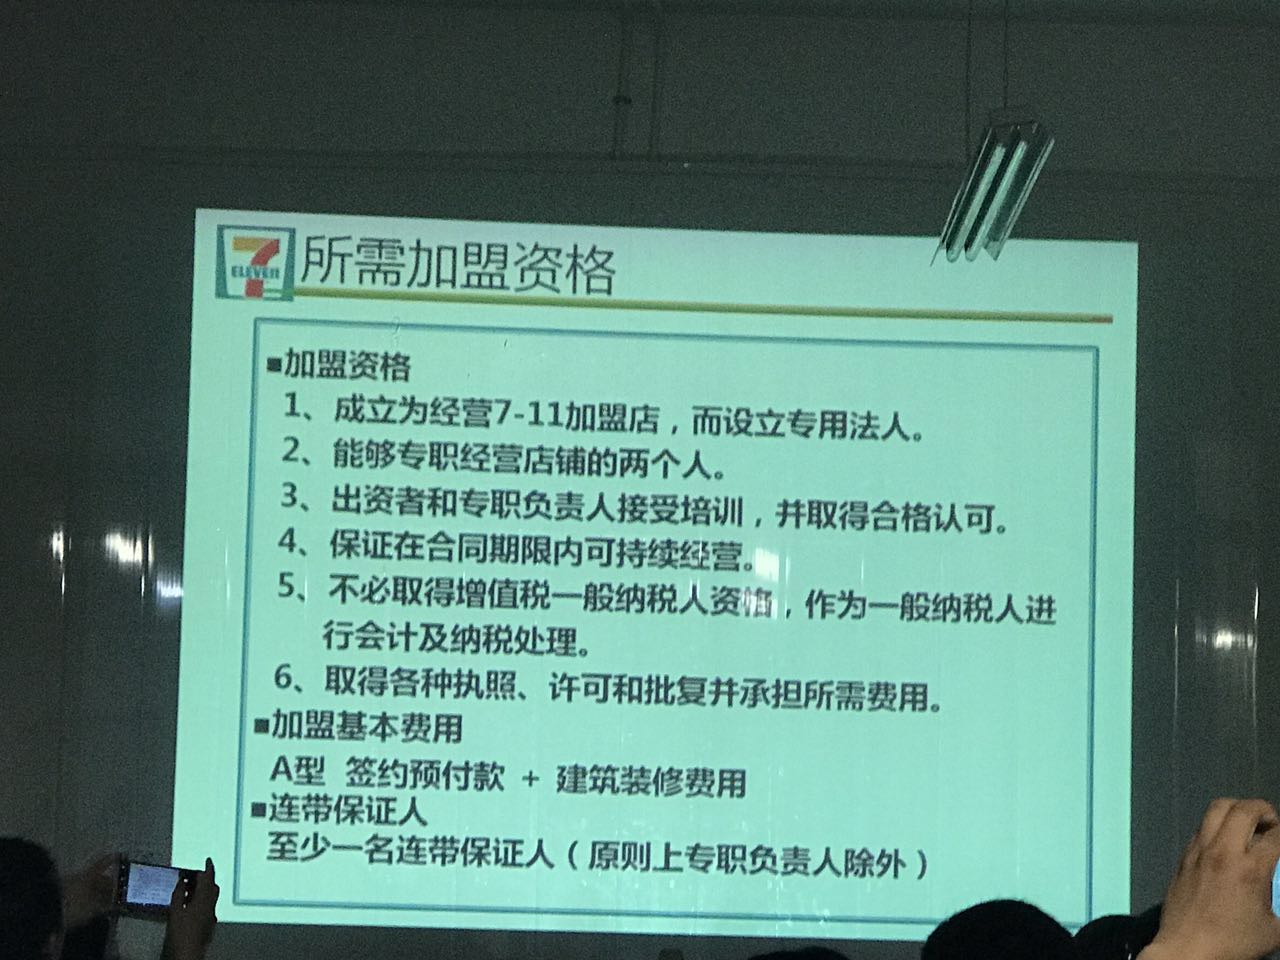 7
ELEVEn
所需加盟资格
■加盟资格
1、成立为经营7-11加盟店，而设立专用法人。
2、能够专职经营店铺的两个人。
3、出资者和专职负责人接受培训，并取得合格认可。
4、保证在合同期限内可持续经营。
5、不必取得增值税一般纳税人资格，作为一般纳税人进
行会计及纳税处理。
6、取得各种执照、许可和批复并承担所需费用。
■加盟基本费用
A型 签约预付款 + 建筑装修费用
■连带保证人
至少一名连带保证人（原则上专职负责人除外）